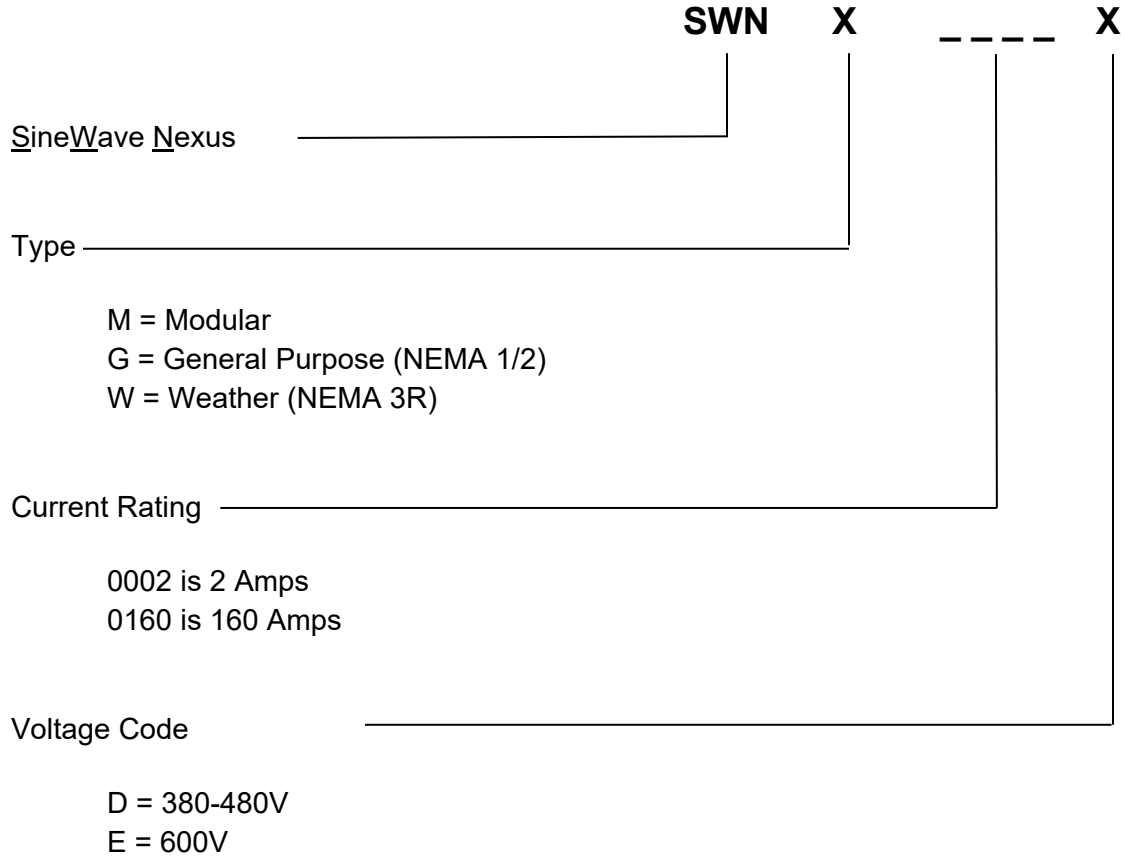 SWN X _ _ _ _ X
SineWave Nexus
Type
M = Modular
G = General Purpose (NEMA 1/2)
W = Weather (NEMA 3R)
Current Rating
0002 is 2 Amps
0160 is 160 Amps
Voltage Code
D = 380-480V
E = 600V